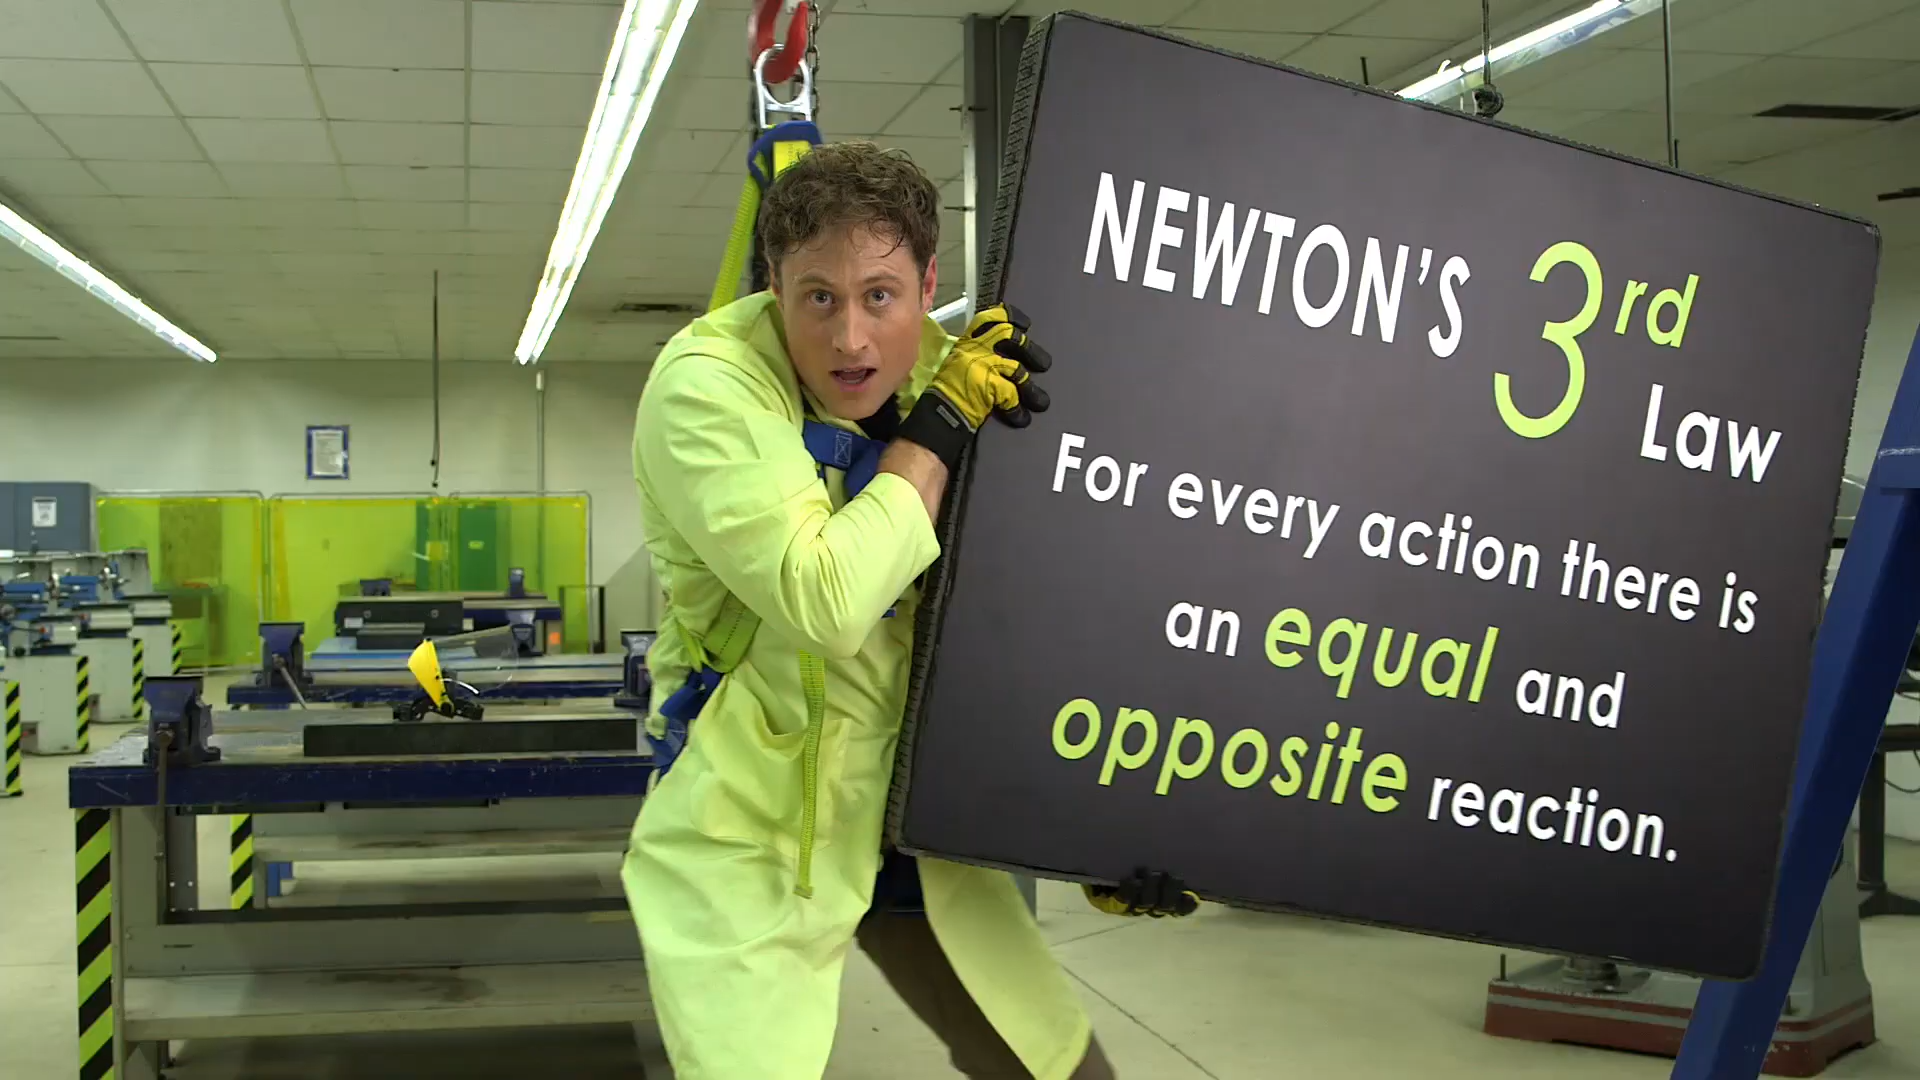 NEWTON'S 3rd
Law
For every action there is
an equal and
opposite reaction.